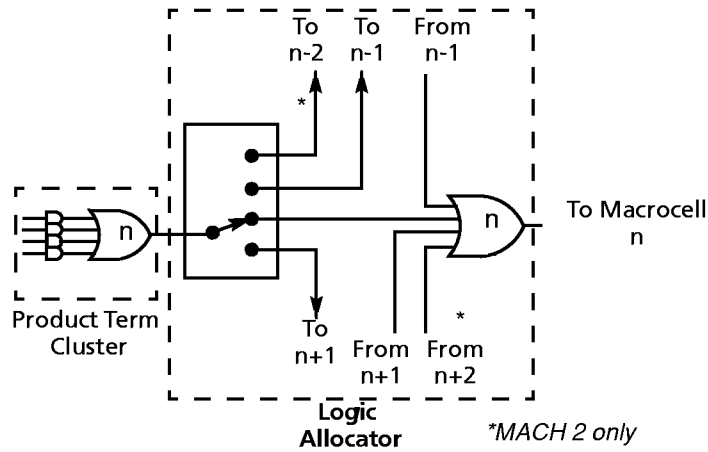 To
n-2
To
n-1
From
n-1
*
n
n
To Macrocell
n
Product Term
Cluster
To
n+1
From
n+1
From
n+2
*
Logic
Allocator
*MACH 2 only